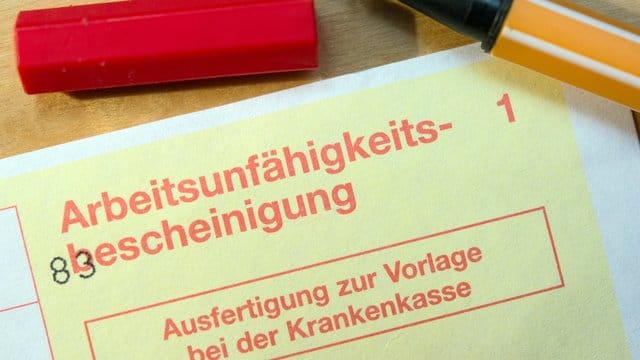 Arbeitsunfähigkeits- 1
bescheinigung
83
Ausfertigung zur Vorlage
bei der Krankenkasse